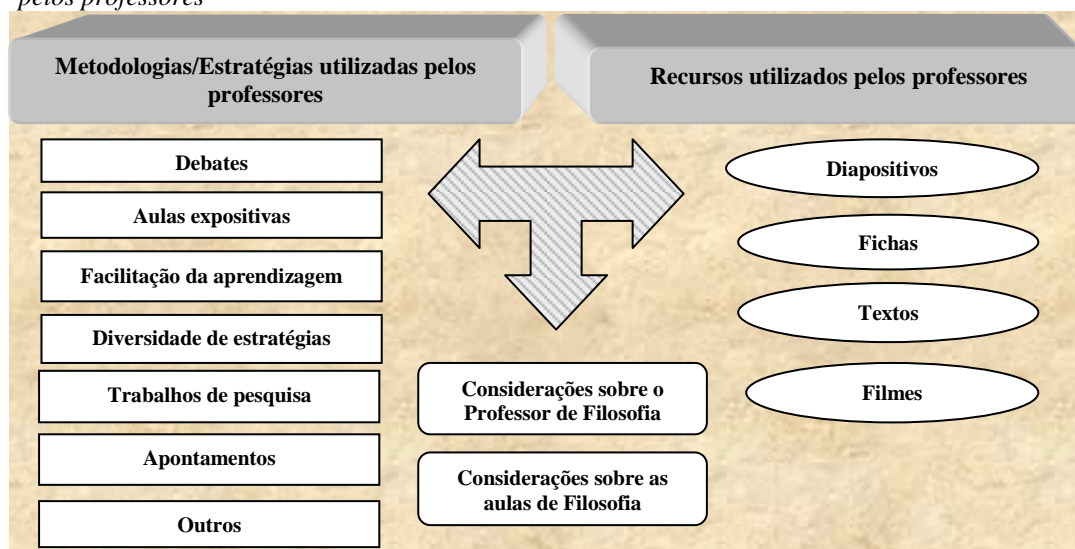 pelos professores
Metodologias/Estratégias utilizadas pelos
professores
Recursos utilizados pelos professores
Debates
Aulas expositivas
Facilitação da aprendizagem
Diversidade de estratégias
Trabalhos de pesquisa
Apontamentos
Outros
Considerações sobre o
Professor de Filosofia
Considerações sobre as
aulas de Filosofia
Diapositivos
Fichas
Textos
Filmes